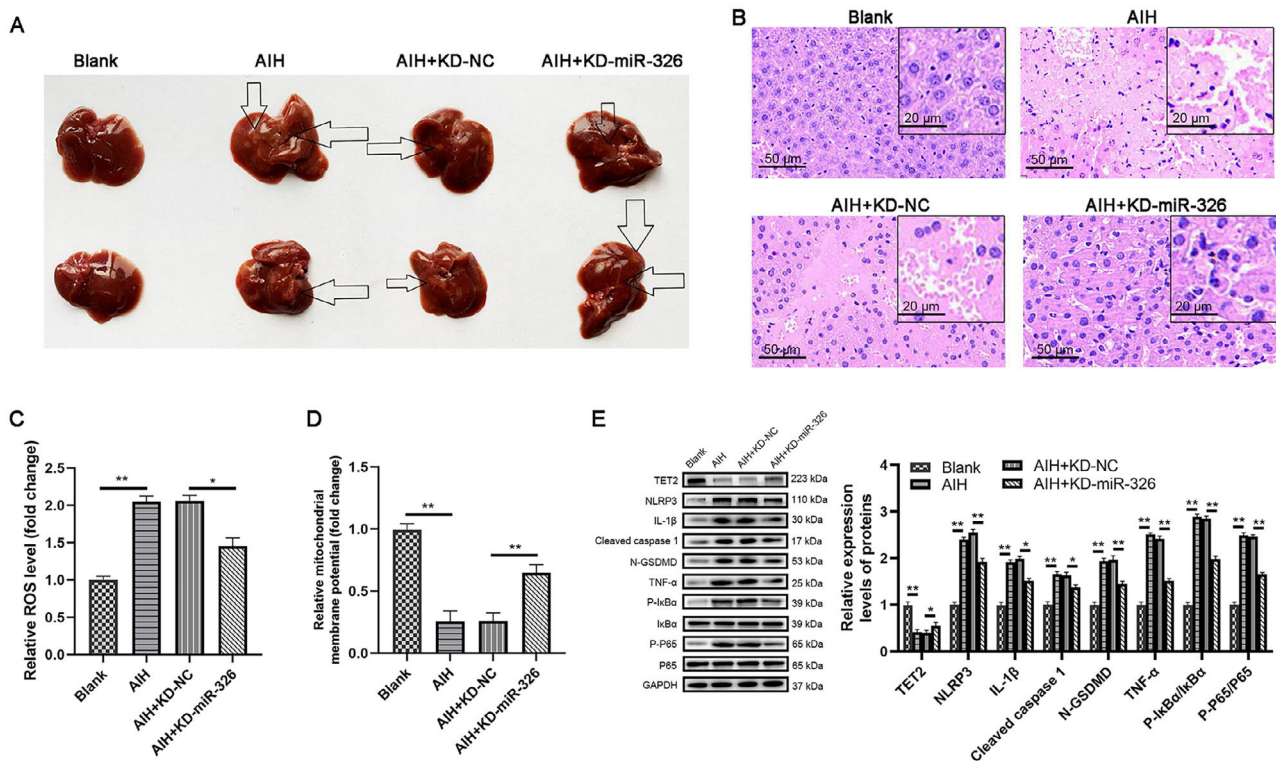 A
Blank
AIH
AIH+KD-NC
AIH+KD-miR-326
B
Blank
AIH
20 μm
50 μm
20 μm
50 μm
AIH+KD-NC
AIH+KD-miR-326
20 μm
50 μm
20 μm
50 μm
C
Relative ROS level (fold change)
2.5
2.0
1.5
1.0
0.5
0.0
**
*
Blank
AIH
AIH+KD-NC
AIH+KD-miR-326
D
Relative mitochondrial
membrane potential (fold change)
1.5
1.0
0.5
0.0
**
**
Blank
AIH
AIH+KD-NC
AIH+KD-miR-326
E
Blank
AIH
AIH+KD-NC
AIH+KD-miR-326
TET2 223 kDa
NLRP3 110 kDa
IL-1β 30 kDa
Cleaved caspase 1 17 kDa
N-GSDMD 53 kDa
TNF-α 25 kDa
P-IκBα 39 kDa
IκBα 39 kDa
P-P65 65 kDa
P65 65 kDa
GAPDH 37 kDa
Blank
AIH
AIH+KD-NC
AIH+KD-miR-326
Relative expression
levels of proteins
4
3
2
1
0
** *
** **
** *
** *
** **
** **
** **
** **
TET2
NLRP3
IL-1β
Cleaved caspase 1
N-GSDMD
TNF-α
P-IκBα/IκBα
P-P65/P65